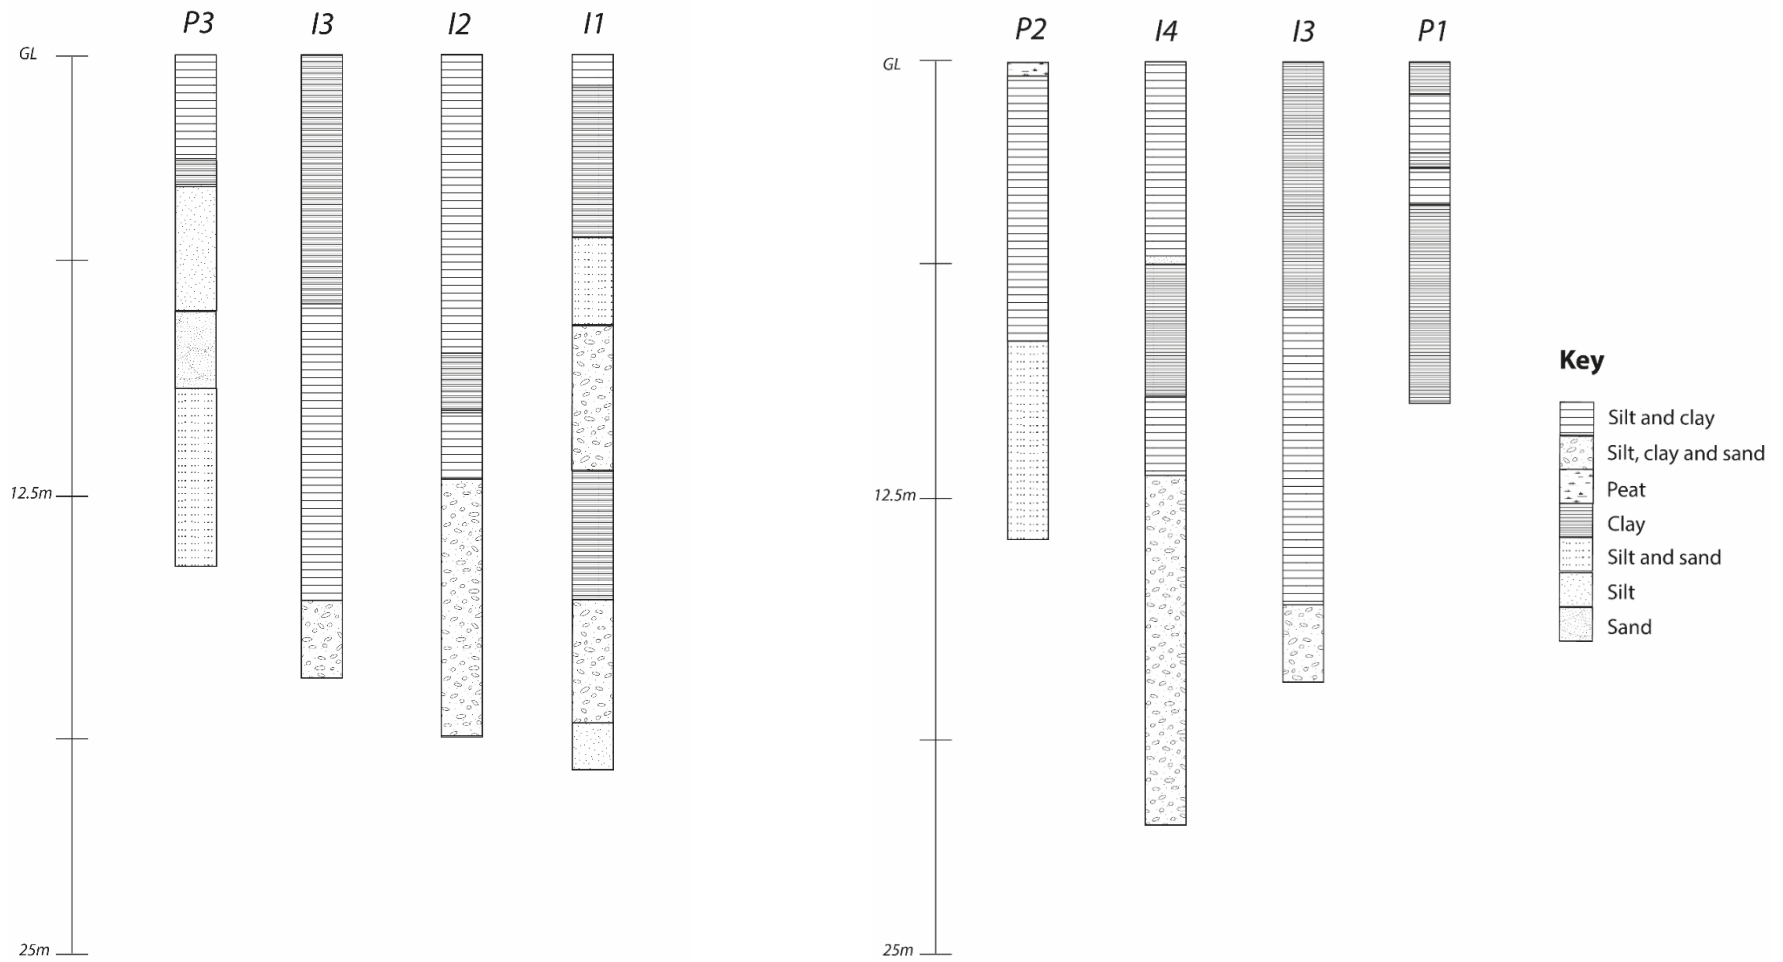 P3 I3 I2 I1
GL
12.5m
25m
P2 I4 I3 P1
GL
12.5m
25m
Key
Silt and clay
Silt, clay and sand
Peat
Clay
Silt and sand
Silt
Sand